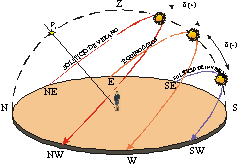 Z
δ(+)
P
δ(-)
SOLSTICIO DE VERANO
EQUINOCCIOS
SOLSTICIO DE INVIERNO
E
NE
SE
N
S
NW
W
SW